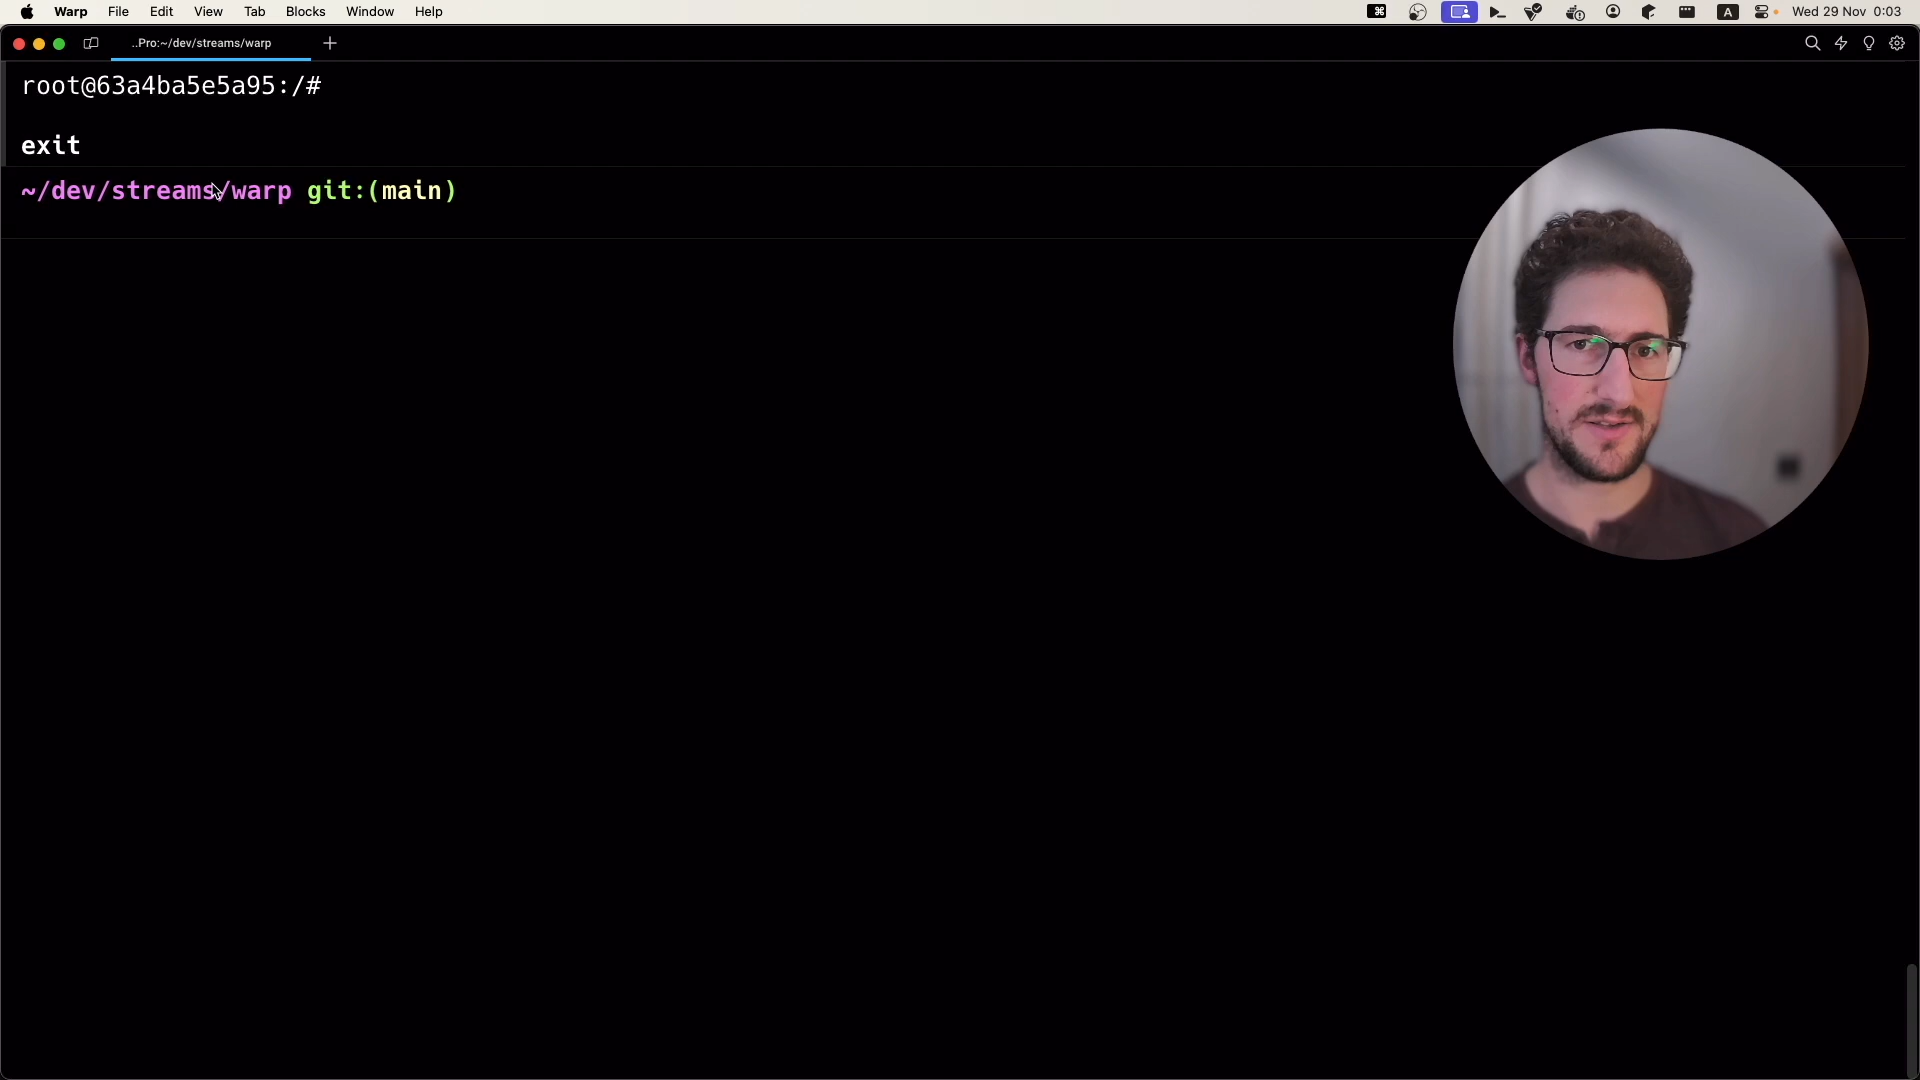 Warp File Edit View Tab Blocks Window Help
A Wed 29 Nov 0:03
..Pro:~/dev/streams/warp
root@63a4ba5e5a95:/#
exit
~/dev/streams/warp git:(main)